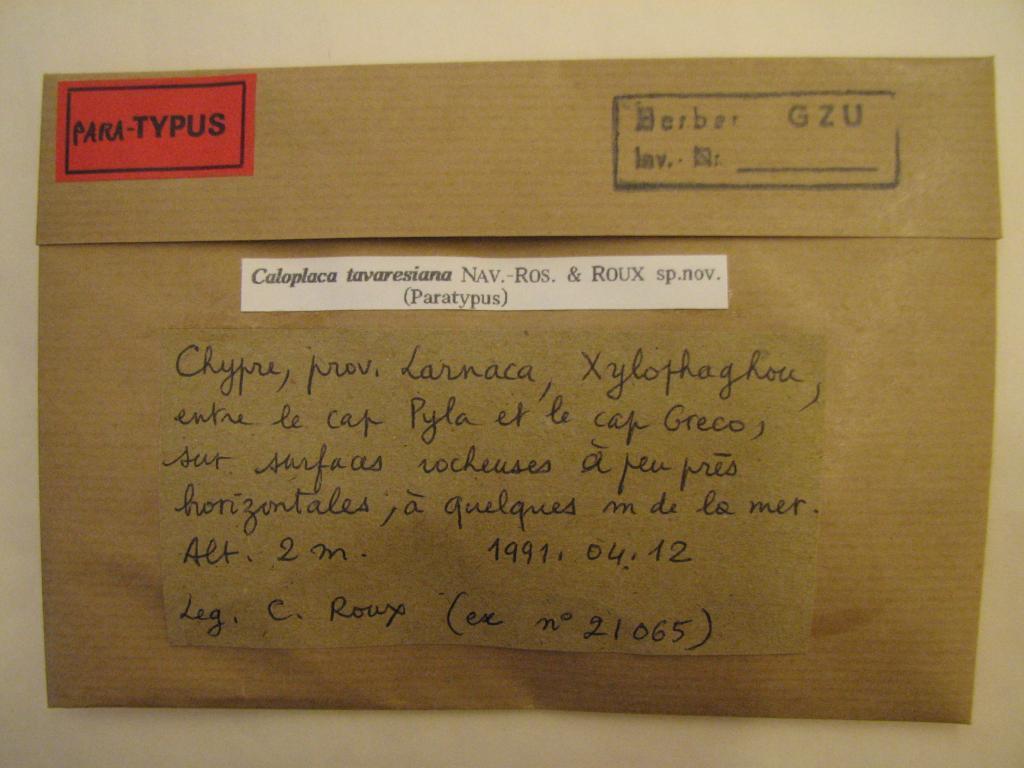 PARA-TYPUS
Herbar GZU
Inv.-Nr.
Caloplaca tavaresiana NAV.-ROS. & ROUX sp.nov.
(Paratypus)
Chypre, prov. Larnaca, Xylophaghou,
entre le cap Pyla et le cap Greco,
sur surfaces rocheuses à peu près
horizontales, à quelques m de la mer.
Alt. 2 m. 1991. 04. 12
Leg. C. Roux (ex n° 21065)